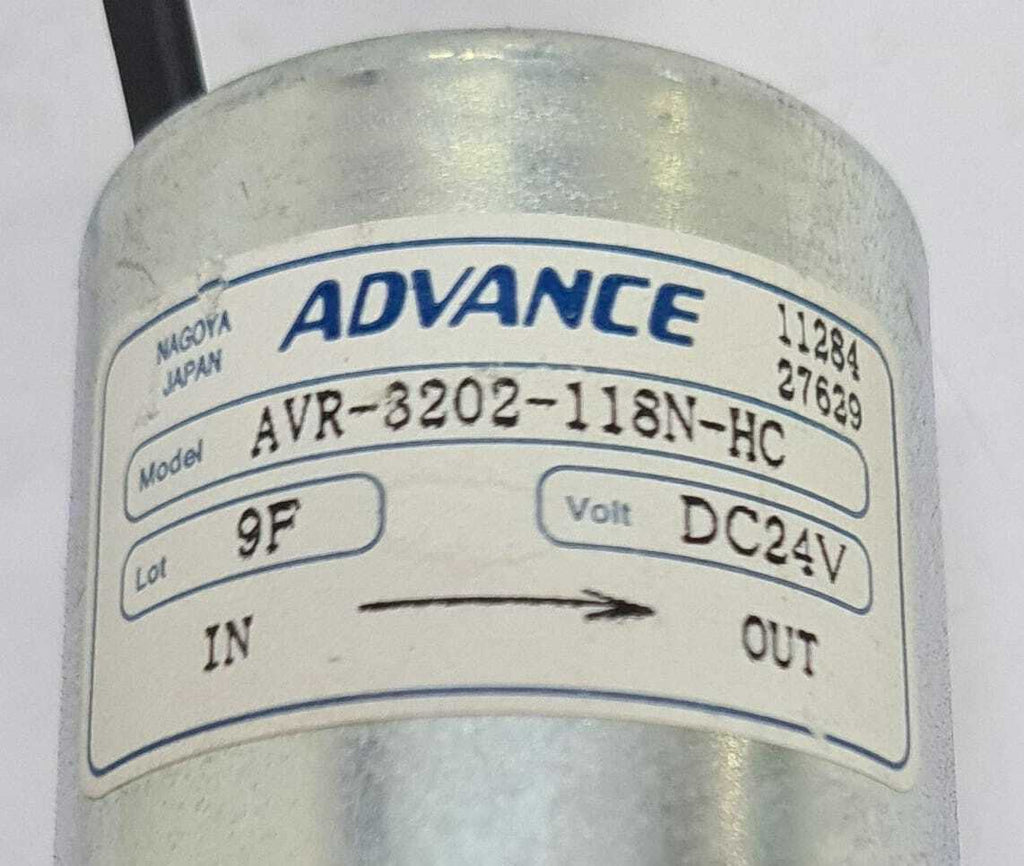 NAGOYA
JAPAN
ADVANCE
11284
27629
Model AVR-3202-118N-HC
Lot 9F
Volt DC24V
IN OUT